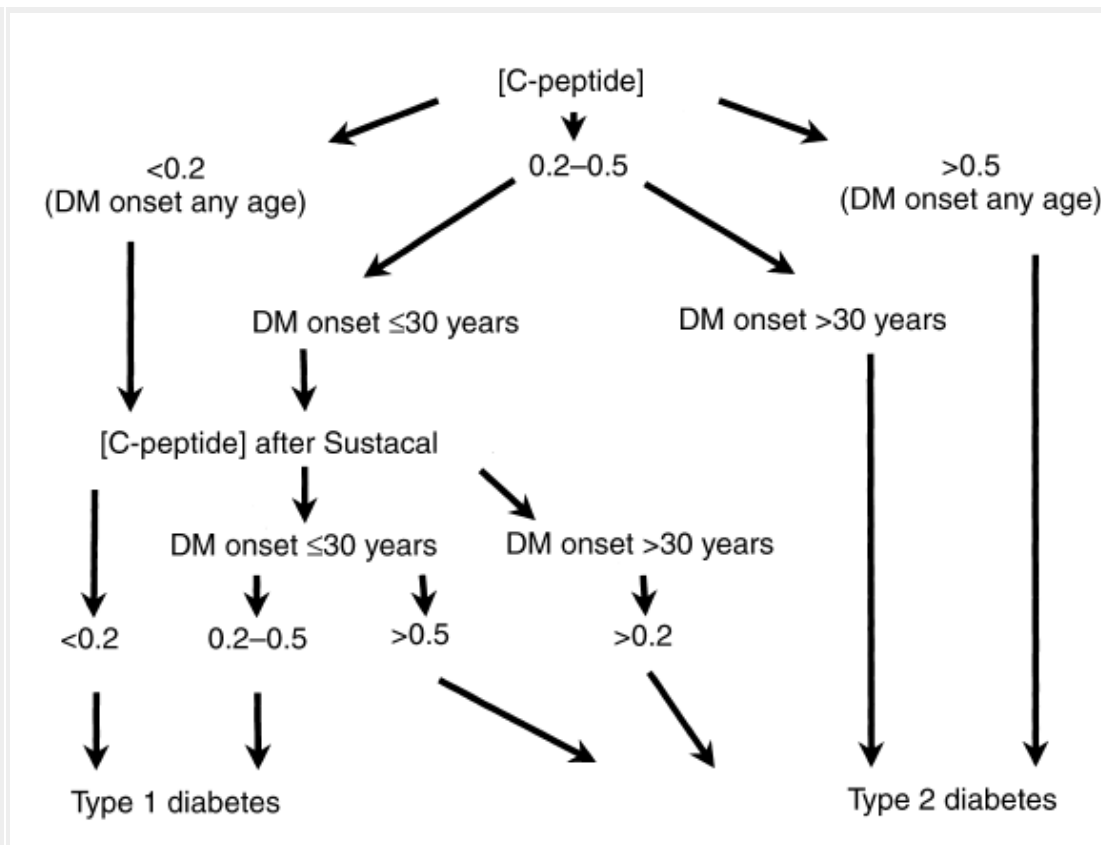 [C-peptide]
<0.2
(DM onset any age)
0.2–0.5
>0.5
(DM onset any age)
DM onset ≤30 years
DM onset >30 years
[C-peptide] after Sustacal
DM onset ≤30 years
DM onset >30 years
<0.2
0.2–0.5
>0.5
>0.2
Type 1 diabetes
Type 2 diabetes